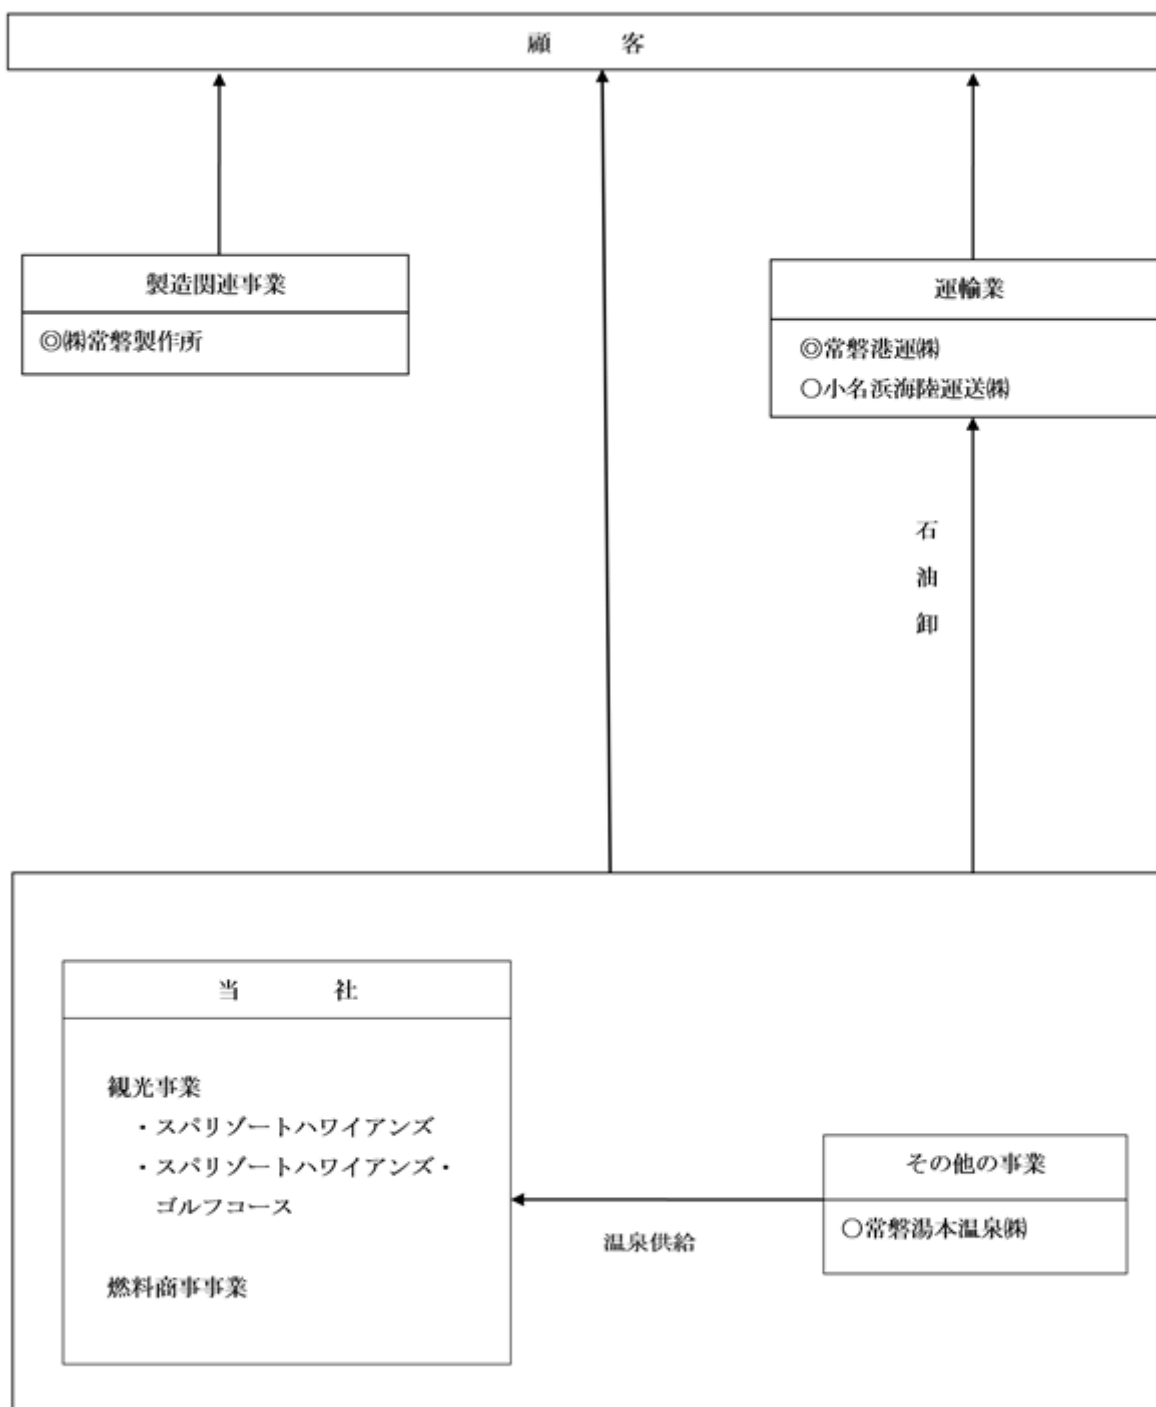 顧客
製造関連事業
◎㈱常磐製作所
運輸業
◎常磐港運㈱
○小名浜海陸運送㈱
石油卸
当社
観光事業
・スパリゾートハワイアンズ
・スパリゾートハワイアンズ・
ゴルフコース
燃料商事事業
温泉供給
その他の事業
○常磐湯本温泉㈱